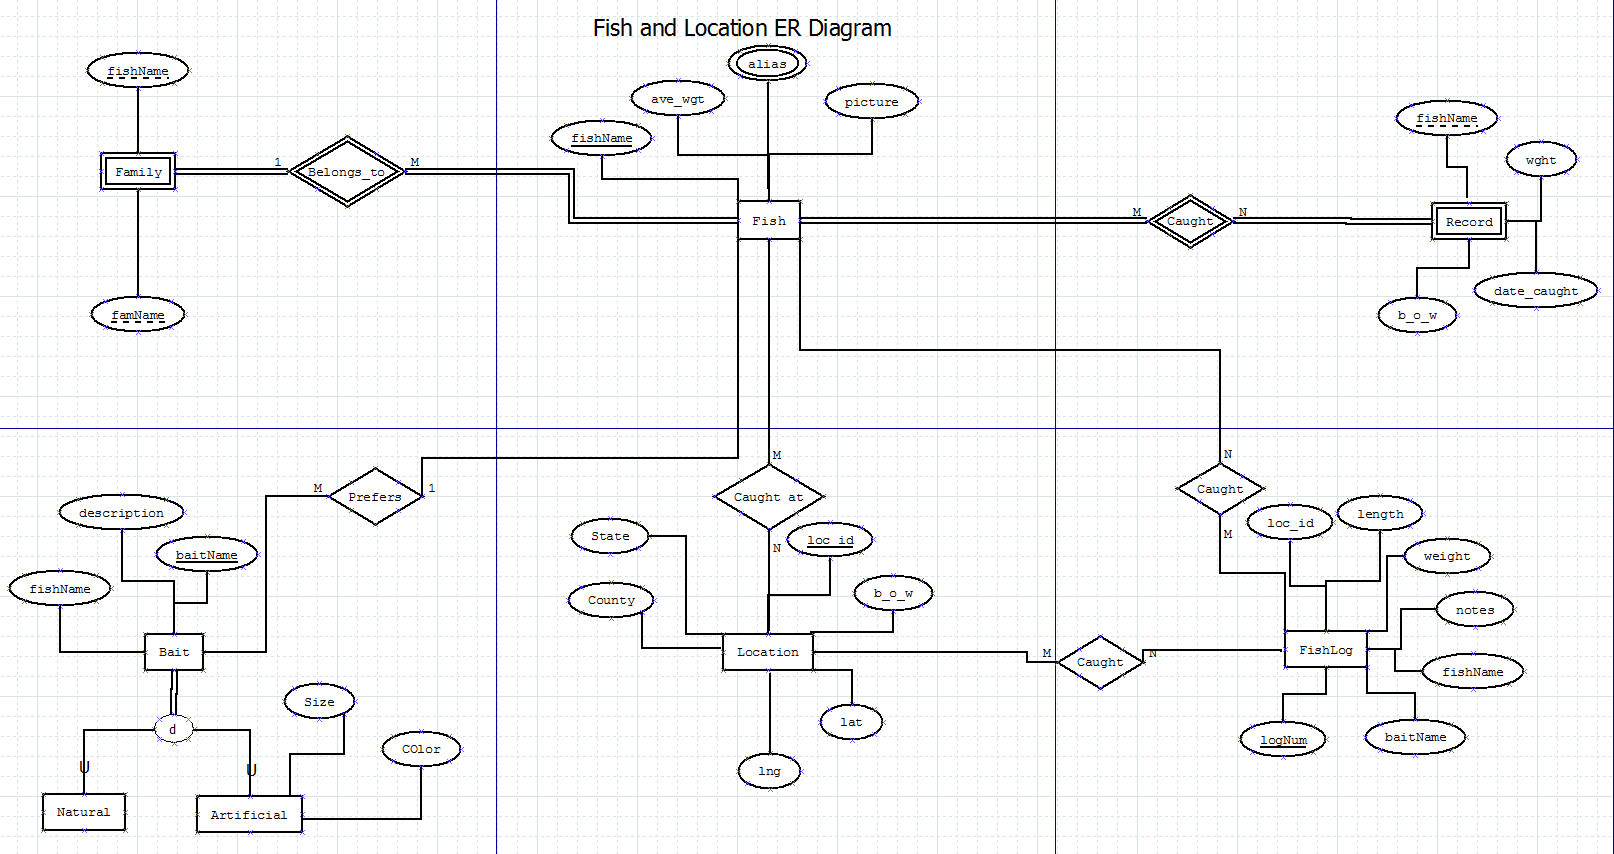 Fish and Location ER Diagram
fishName
alias
ave_wgt
picture
fishName
fishName
wght
Family
1
Belongs_to
M
Fish
M
Caught
N
Record
famName
b_o_w
date_caught
description
baitName
fishName
M
Prefers
1
M
Caught at
N
State
loc_id
County
b_o_w
N
Caught
M
loc_id
length
weight
notes
fishName
Bait
Location
M
Caught
N
FishLog
d
Size
COlor
lat
lng
logNum
baitName
U
U
Natural
Artificial